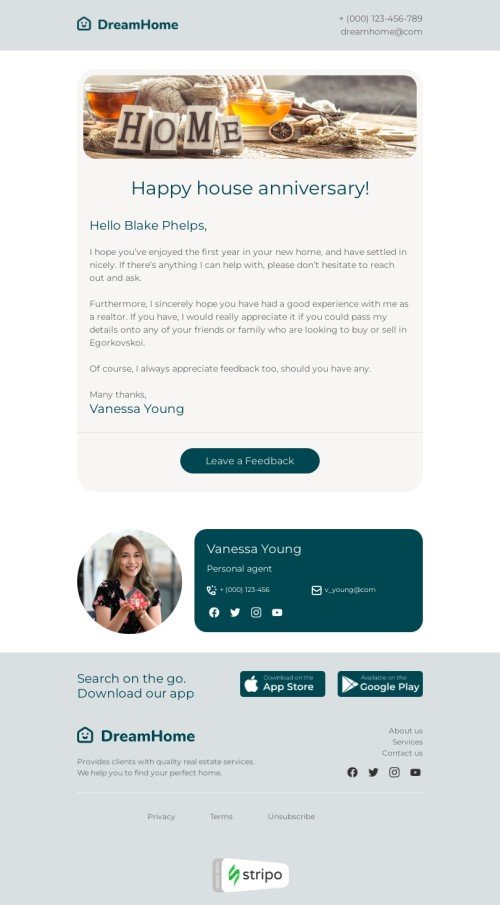 DreamHome
+ (000) 123-456-789
dreamhome@com
HOME
Happy house anniversary!
Hello Blake Phelps,
I hope you've enjoyed the first year in your new home, and have settled in
nicely. If there's anything I can help with, please don't hesitate to reach
out and ask.
Furthermore, I sincerely hope you have had a good experience with me as
a realtor. If you have, I would really appreciate it if you could pass my
details onto any of your friends or family who are looking to buy or sell in
Egorkovskoi.
Of course, I always appreciate feedback too, should you have any.
Many thanks,
Vanessa Young
Leave a Feedback
Vanessa Young
Personal agent
+ (000) 123-456
v_young@com
Search on the go.
Download our app
Download on the
App Store
Available on the
Google Play
DreamHome
Provides clients with quality real estate services.
We help you to find your perfect home.
About us
Services
Contact us
Privacy
Terms
Unsubscribe
MADE WITH
stripo